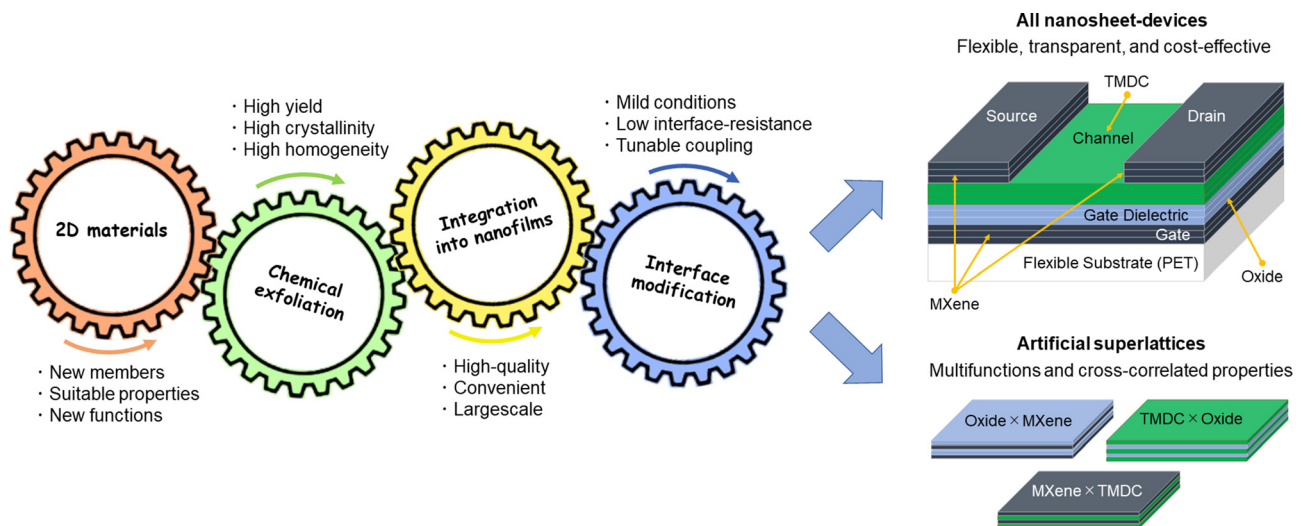 2D materials
・New members
・Suitable properties
・New functions
・High yield
・High crystallinity
・High homogeneity
Chemical
exfoliation
Integration
into nanofilms
・High-quality
・Convenient
・Largescale
・Mild conditions
・Low interface-resistance
・Tunable coupling
Interface
modification
All nanosheet-devices
Flexible, transparent, and cost-effective
TMDC
Source
Drain
Channel
Gate Dielectric
Gate
Flexible Substrate (PET)
Oxide
MXene
Artificial superlattices
Multifunctions and cross-correlated properties
Oxide×MXene
TMDC×Oxide
MXene×TMDC